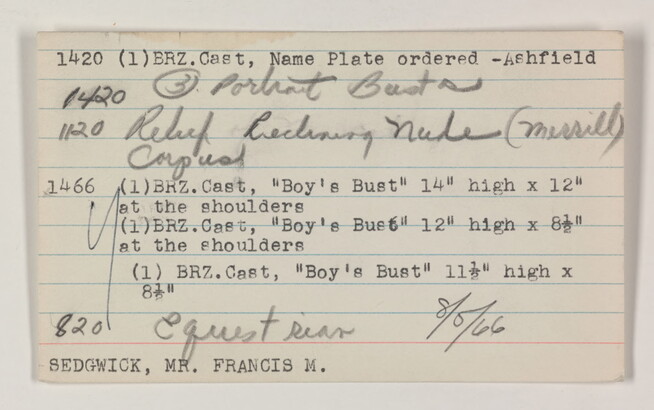 1420 (1)BRZ.Cast, Name Plate ordered -Ashfield
1420 (3) Portrait Busts
1120 Relief Reclining Nude (Merrill)
Corpus
1466 (1)BRZ.Cast, "Boy's Bust" 14" high x 12"
at the shoulders
(1)BRZ.Cast, "Boy's Bust" 12" high x 8½"
at the shoulders
(1) BRZ.Cast, "Boy's Bust" 11½" high x
8½"
820 Equestrian 8/5/66
SEDGWICK, MR. FRANCIS M.